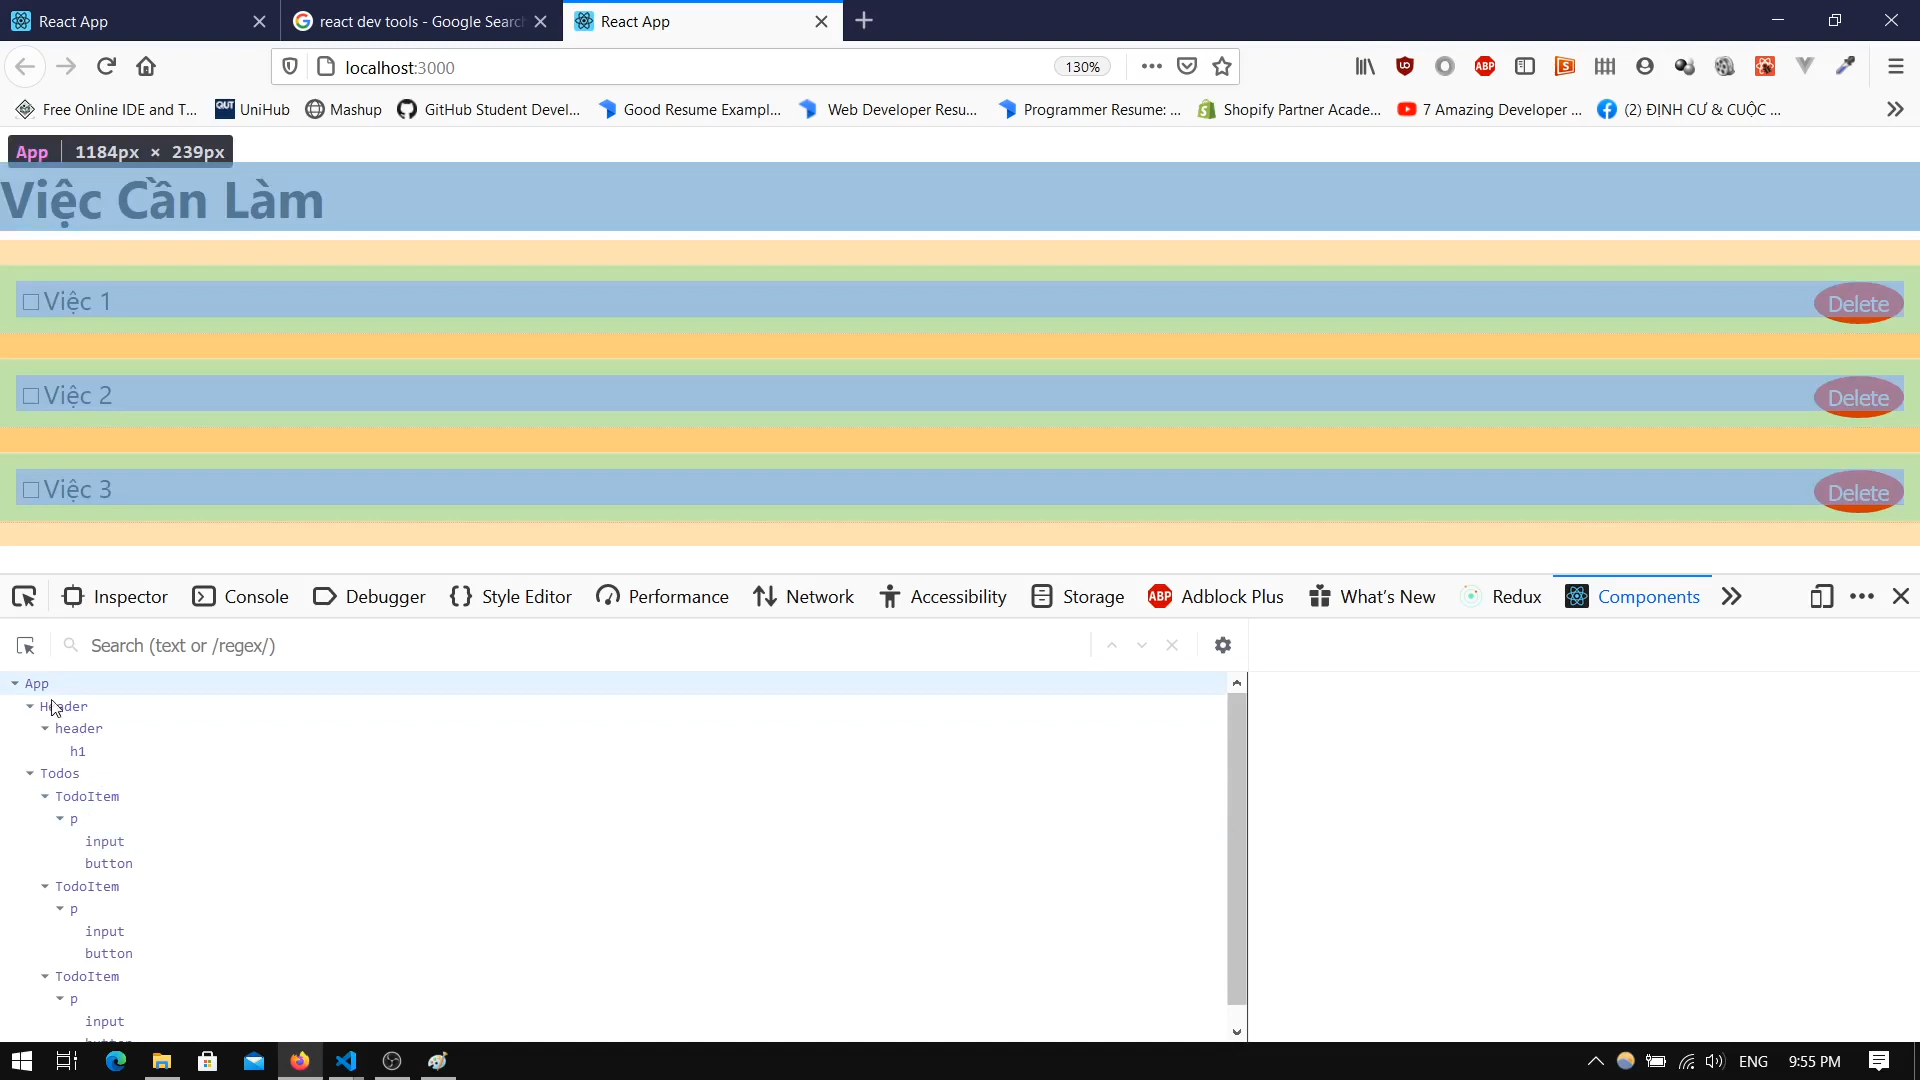 React App
react dev tools - Google Search
React App
localhost:3000
130%
Free Online IDE and T...
UniHub
Mashup
GitHub Student Devel...
Good Resume Exampl...
Web Developer Resu...
Programmer Resume: ...
Shopify Partner Acade...
7 Amazing Developer ...
(2) ĐỊNH CƯ & CUỘC ...
App 1184px × 239px
Việc Cần Làm
Việc 1 Delete
Việc 2 Delete
Việc 3 Delete
Inspector
Console
Debugger
Style Editor
Performance
Network
Accessibility
Storage
ABP Adblock Plus
What's New
Redux
Components
Search (text or /regex/)
App
Header
header
h1
Todos
TodoItem
p
input
button
TodoItem
p
input
button
TodoItem
p
input
button
ENG 9:55 PM